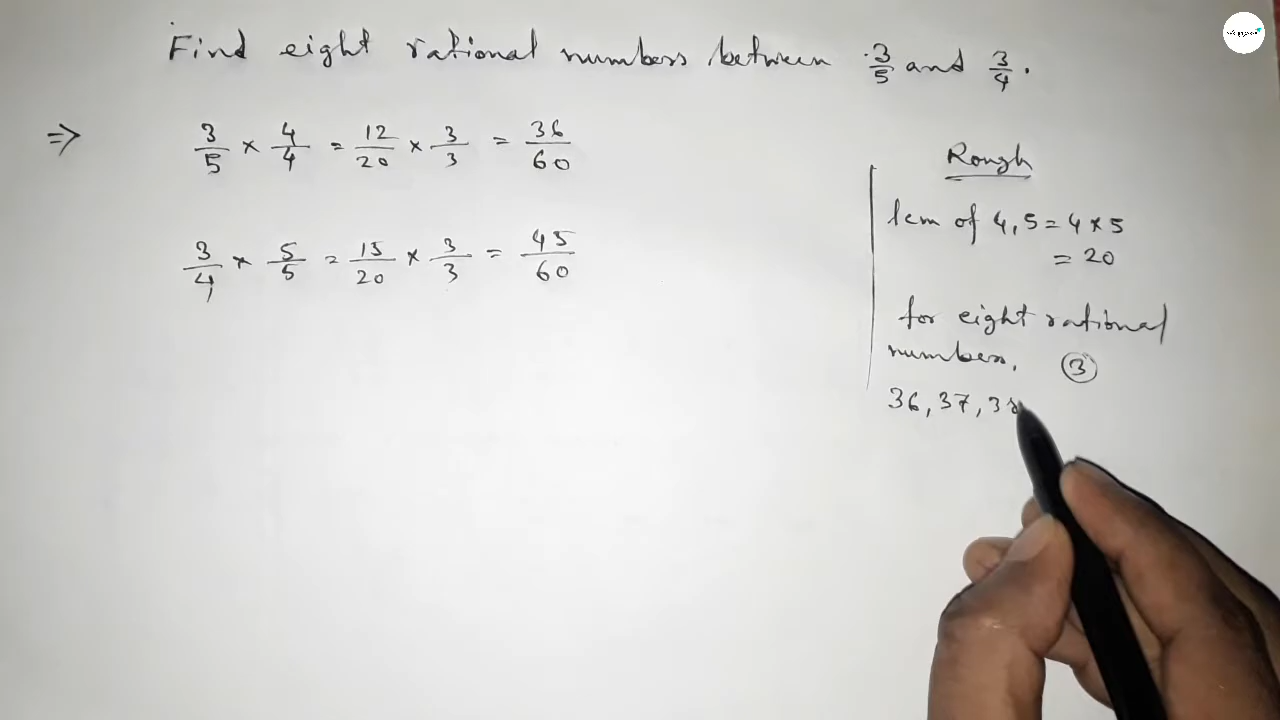 Find eight rational numbers between 3/5 and 3/4.
⇒ 3/5 × 4/4 = 12/20 × 3/3 = 36/60
3/4 × 5/5 = 15/20 × 3/3 = 45/60
Rough
lcm of 4, 5 = 4 × 5
= 20
for eight rational
numbers, ③
36, 37, 38